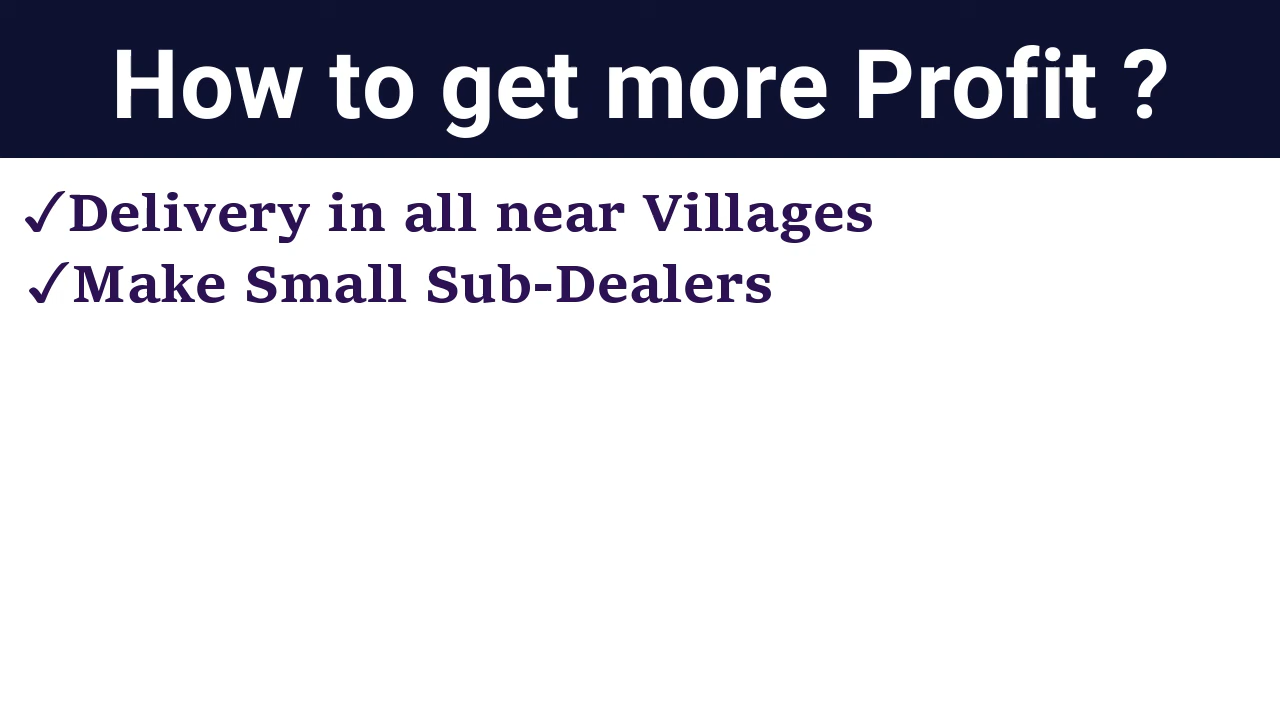 How to get more Profit ?
✓Delivery in all near Villages
✓Make Small Sub-Dealers